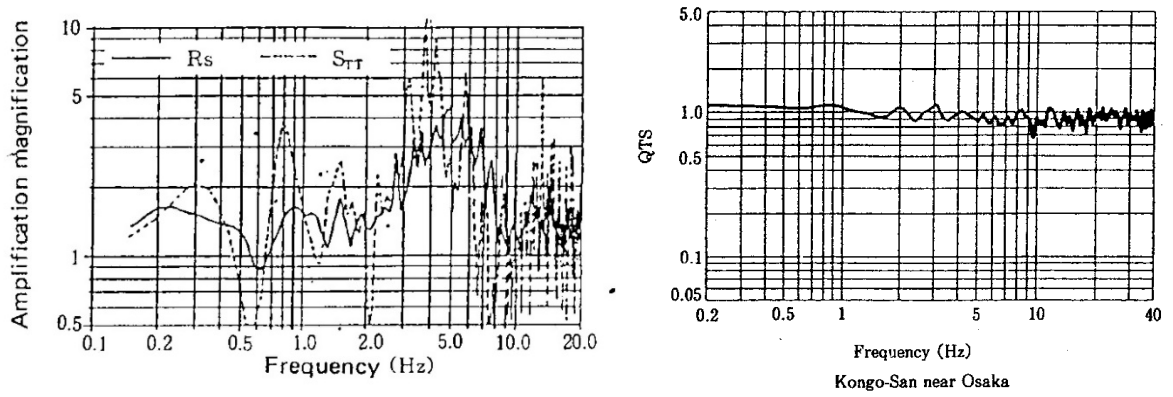 Amplification magnification
10
5
1
0.5
Rs
S_TT
0.1 0.2 0.5 1.0 2.0 5.0 10.0 20.0
Frequency (Hz)
QTS
5.0
1.0
0.5
0.1
0.05
0.2 0.5 1 5 10 40
Frequency (Hz)
Kongo-San near Osaka